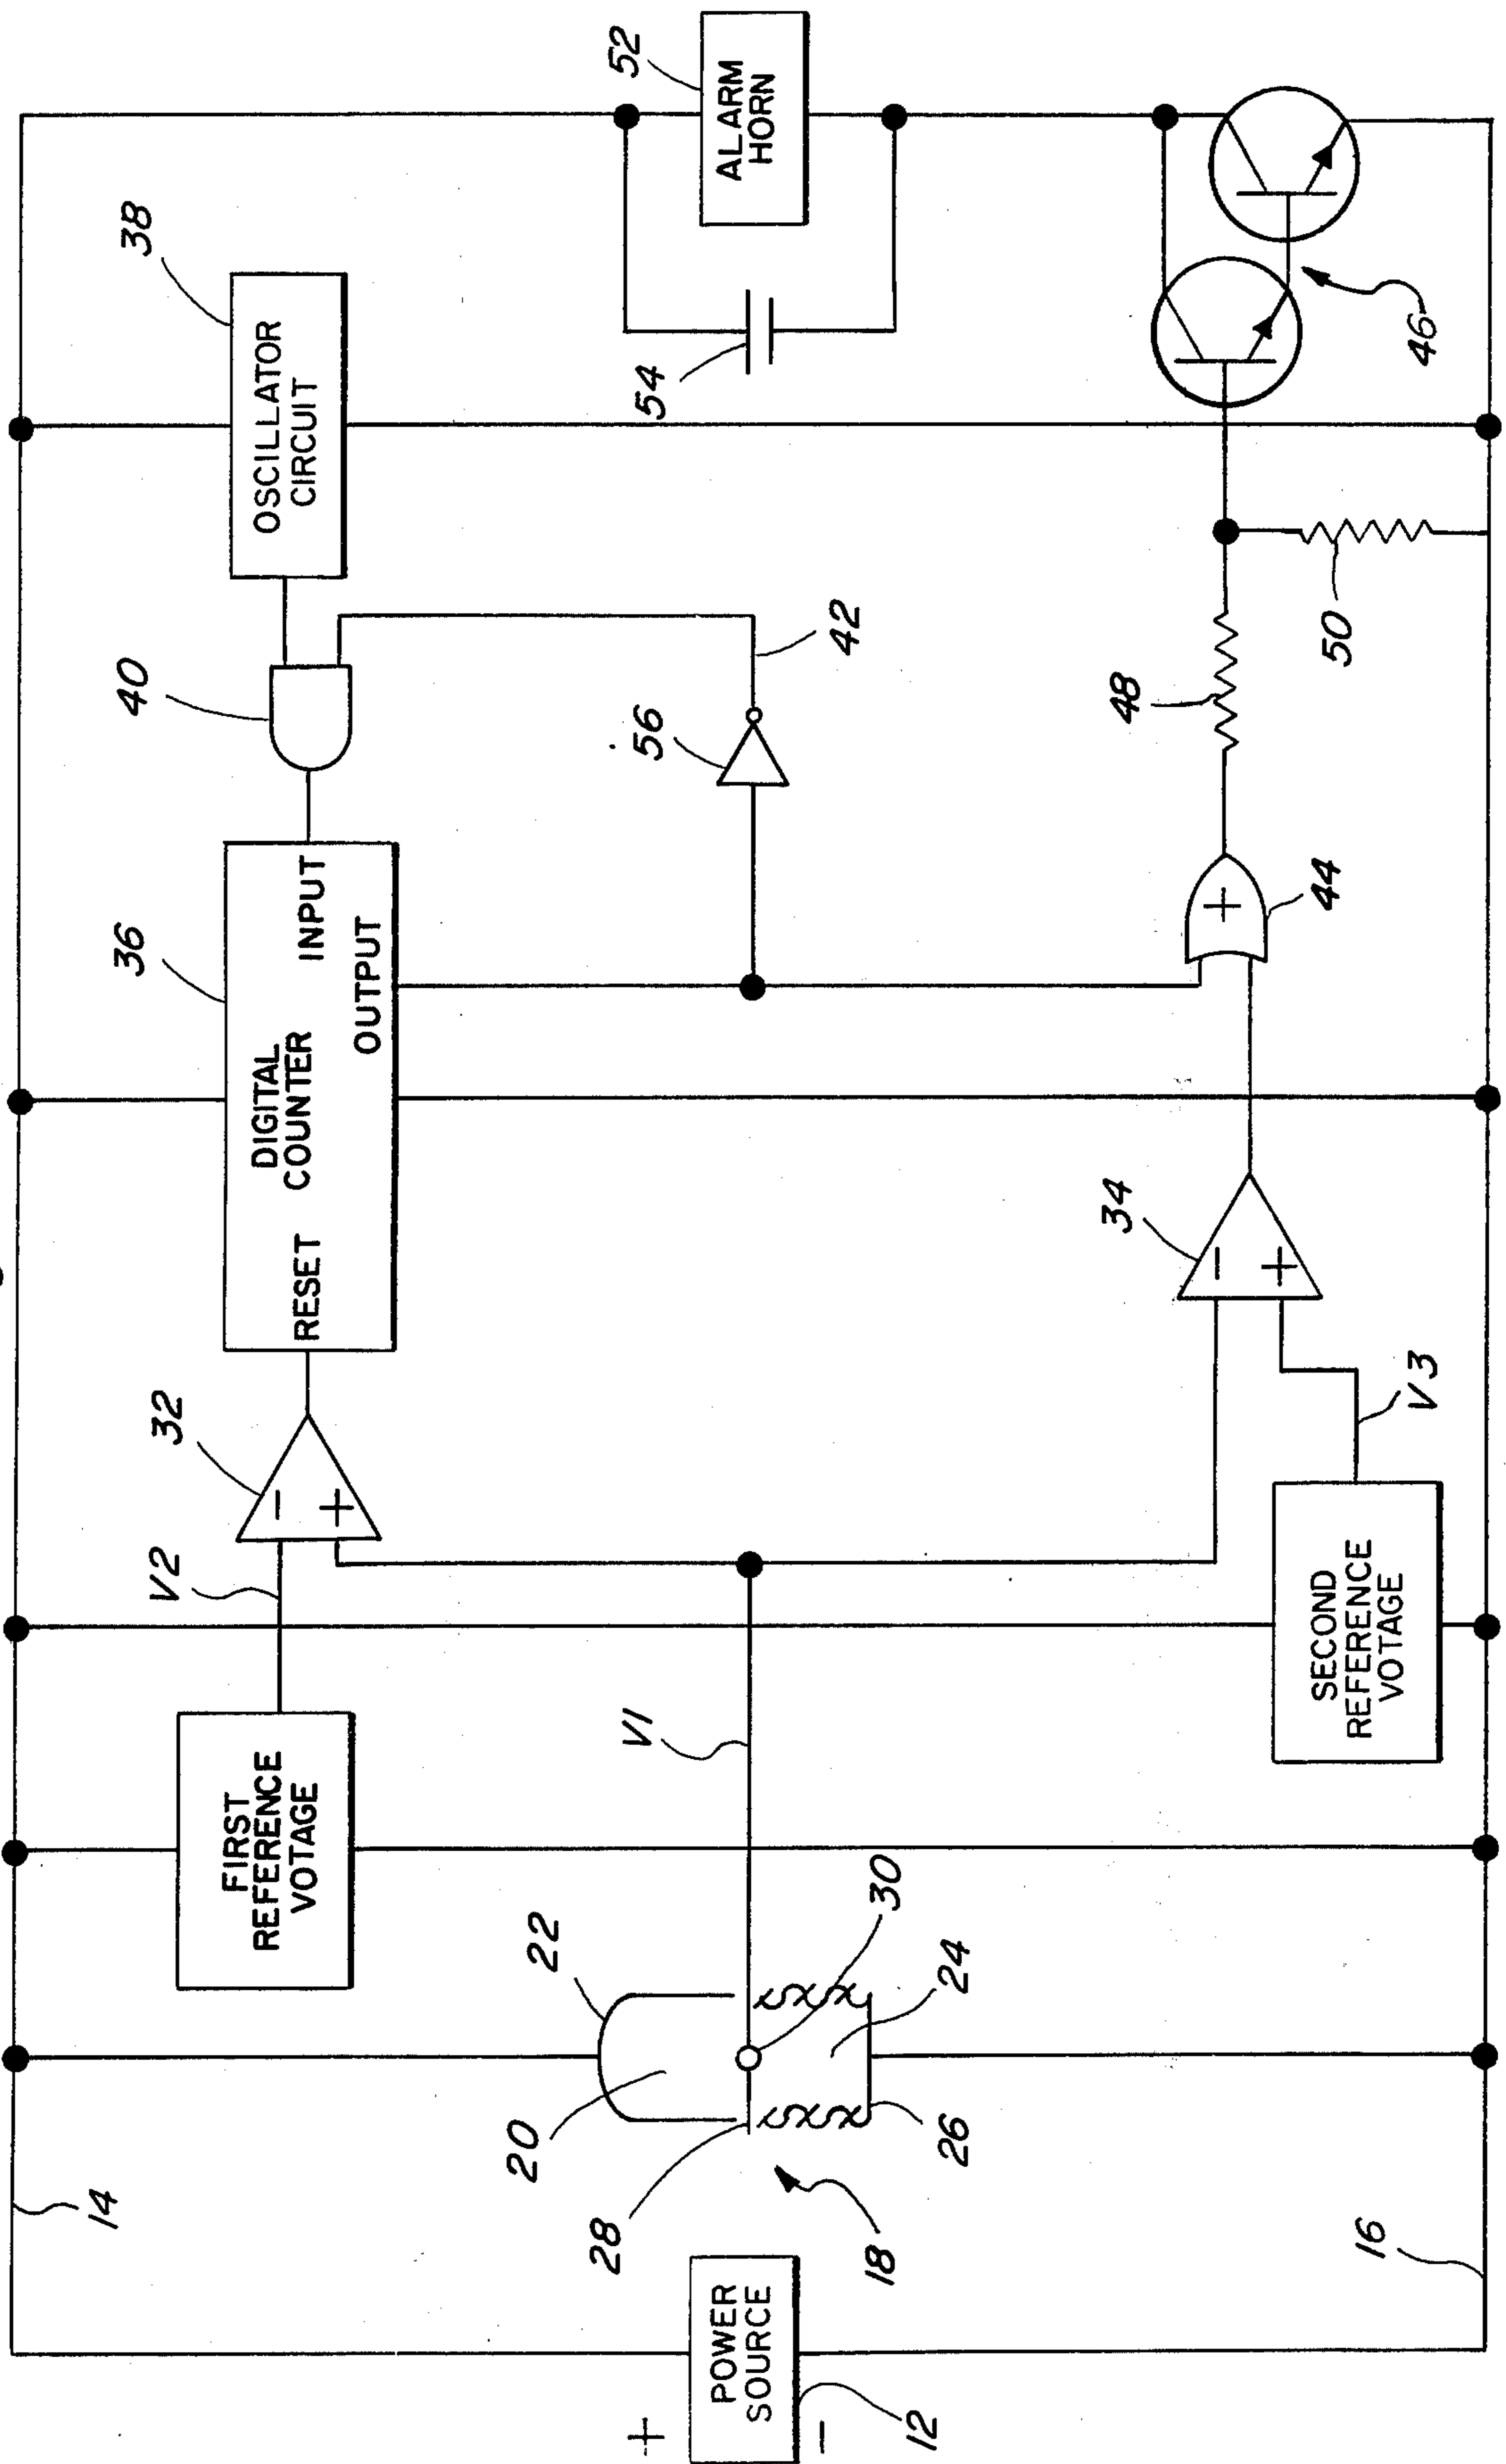 14
22
20
28
30
24
26
18
+
POWER
SOURCE
−
12
16
FIRST
REFERENCE
VOTAGE
V2
V1
SECOND
REFERENCE
VOTAGE
V3
32
−
+
34
−
+
36
DIGITAL
COUNTER
RESET
INPUT
OUTPUT
40
38
OSCILLATOR
CIRCUIT
56
42
44
+
48
50
54
52
ALARM
HORN
46